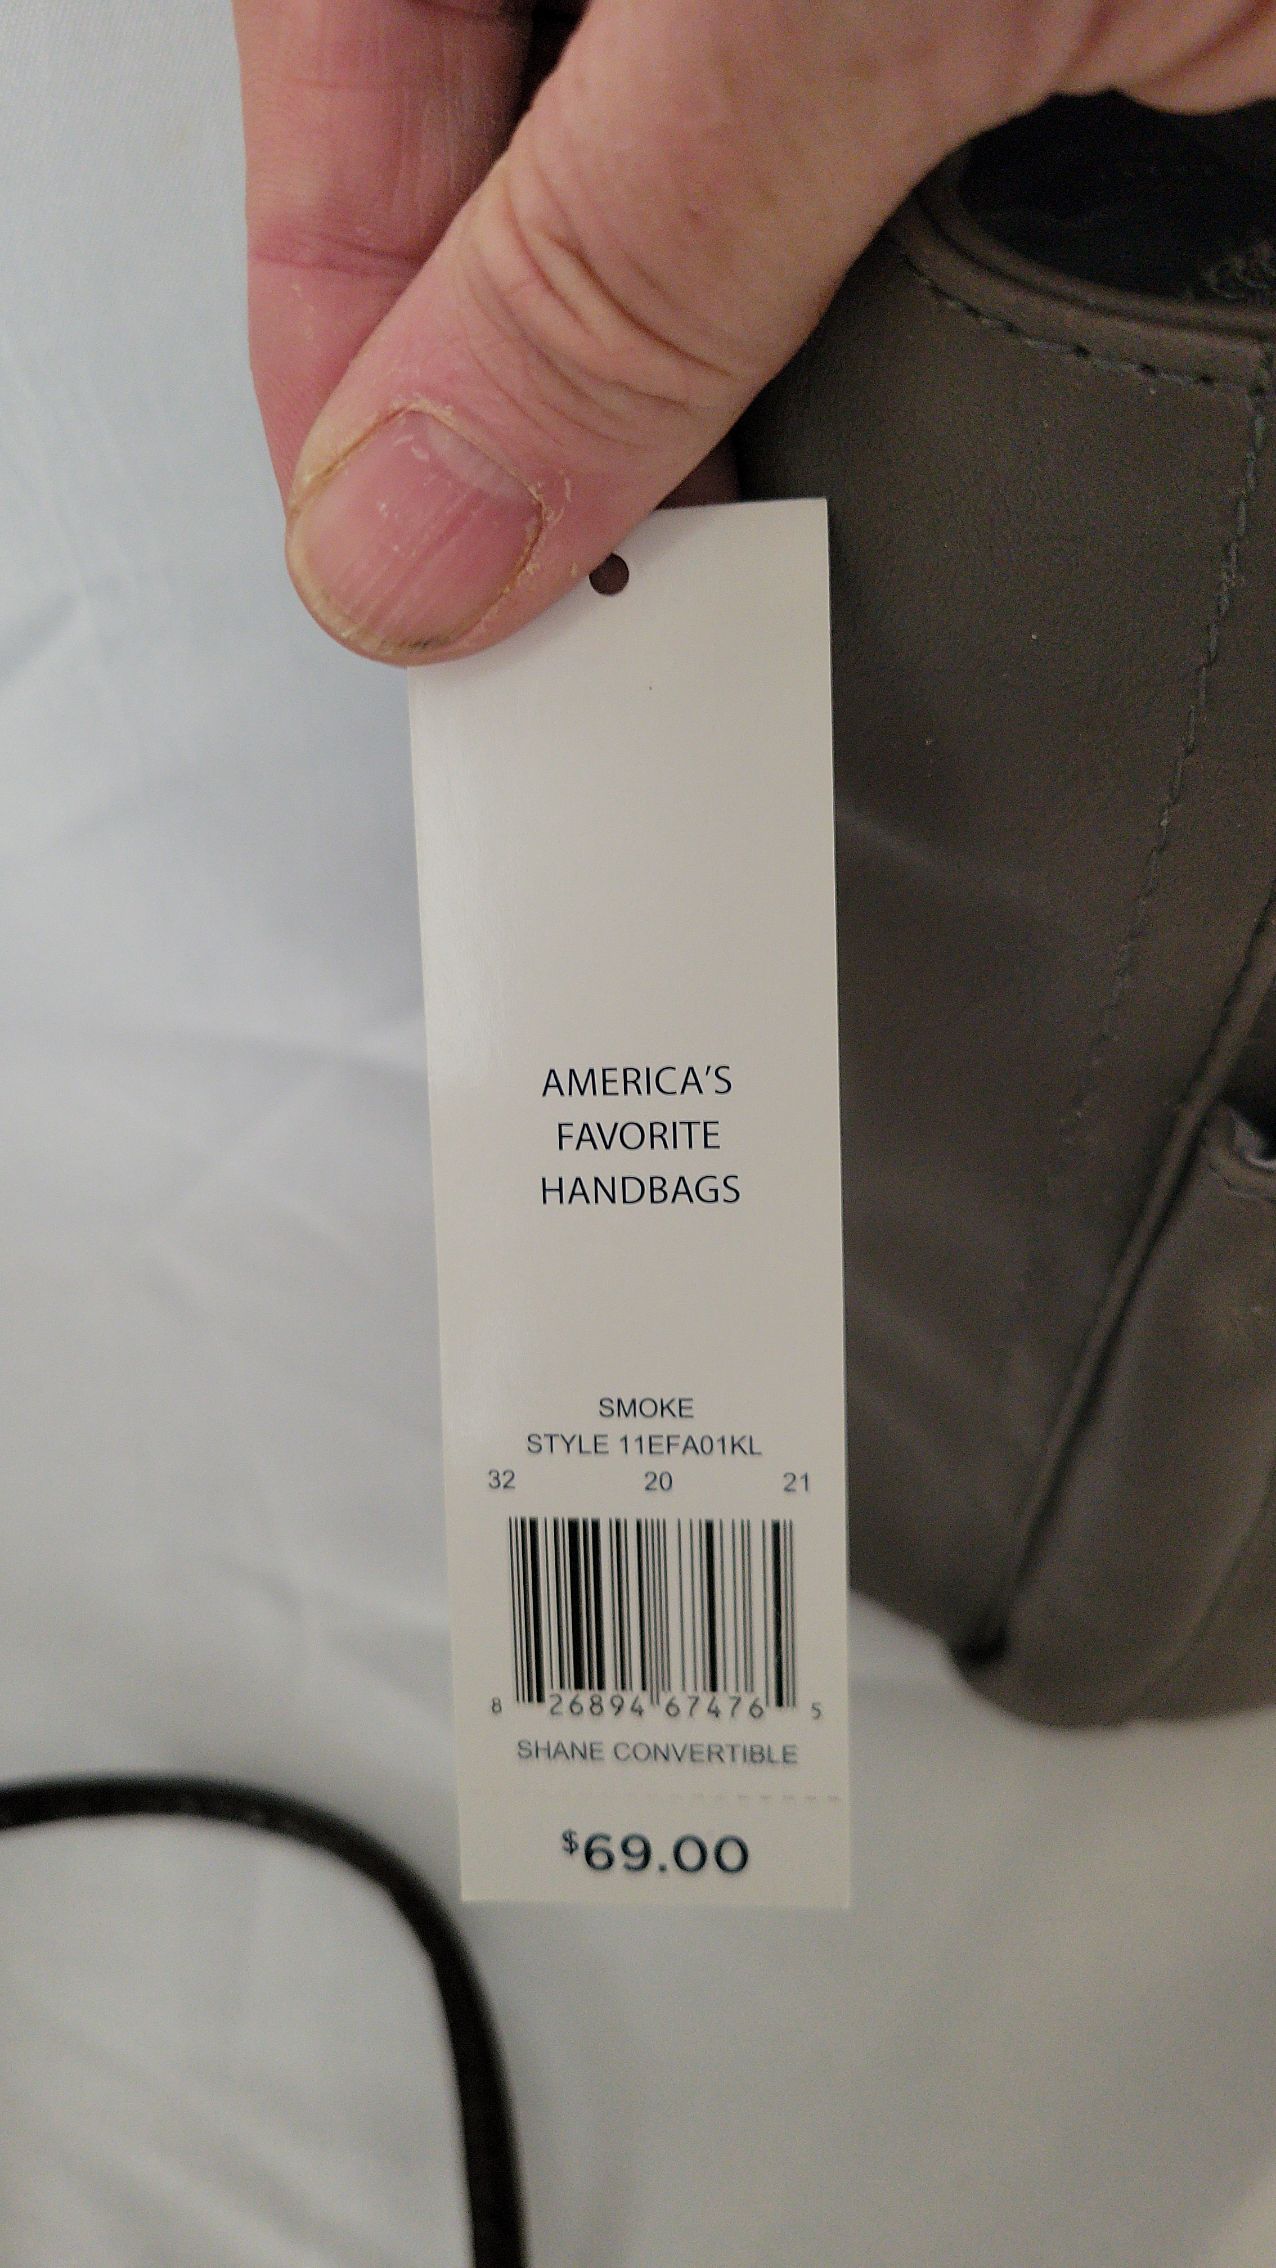 AMERICA'S
FAVORITE
HANDBAGS
SMOKE
STYLE 11EFA01KL
32 20 21
8 26894 67476 5
SHANE CONVERTIBLE
$69.00